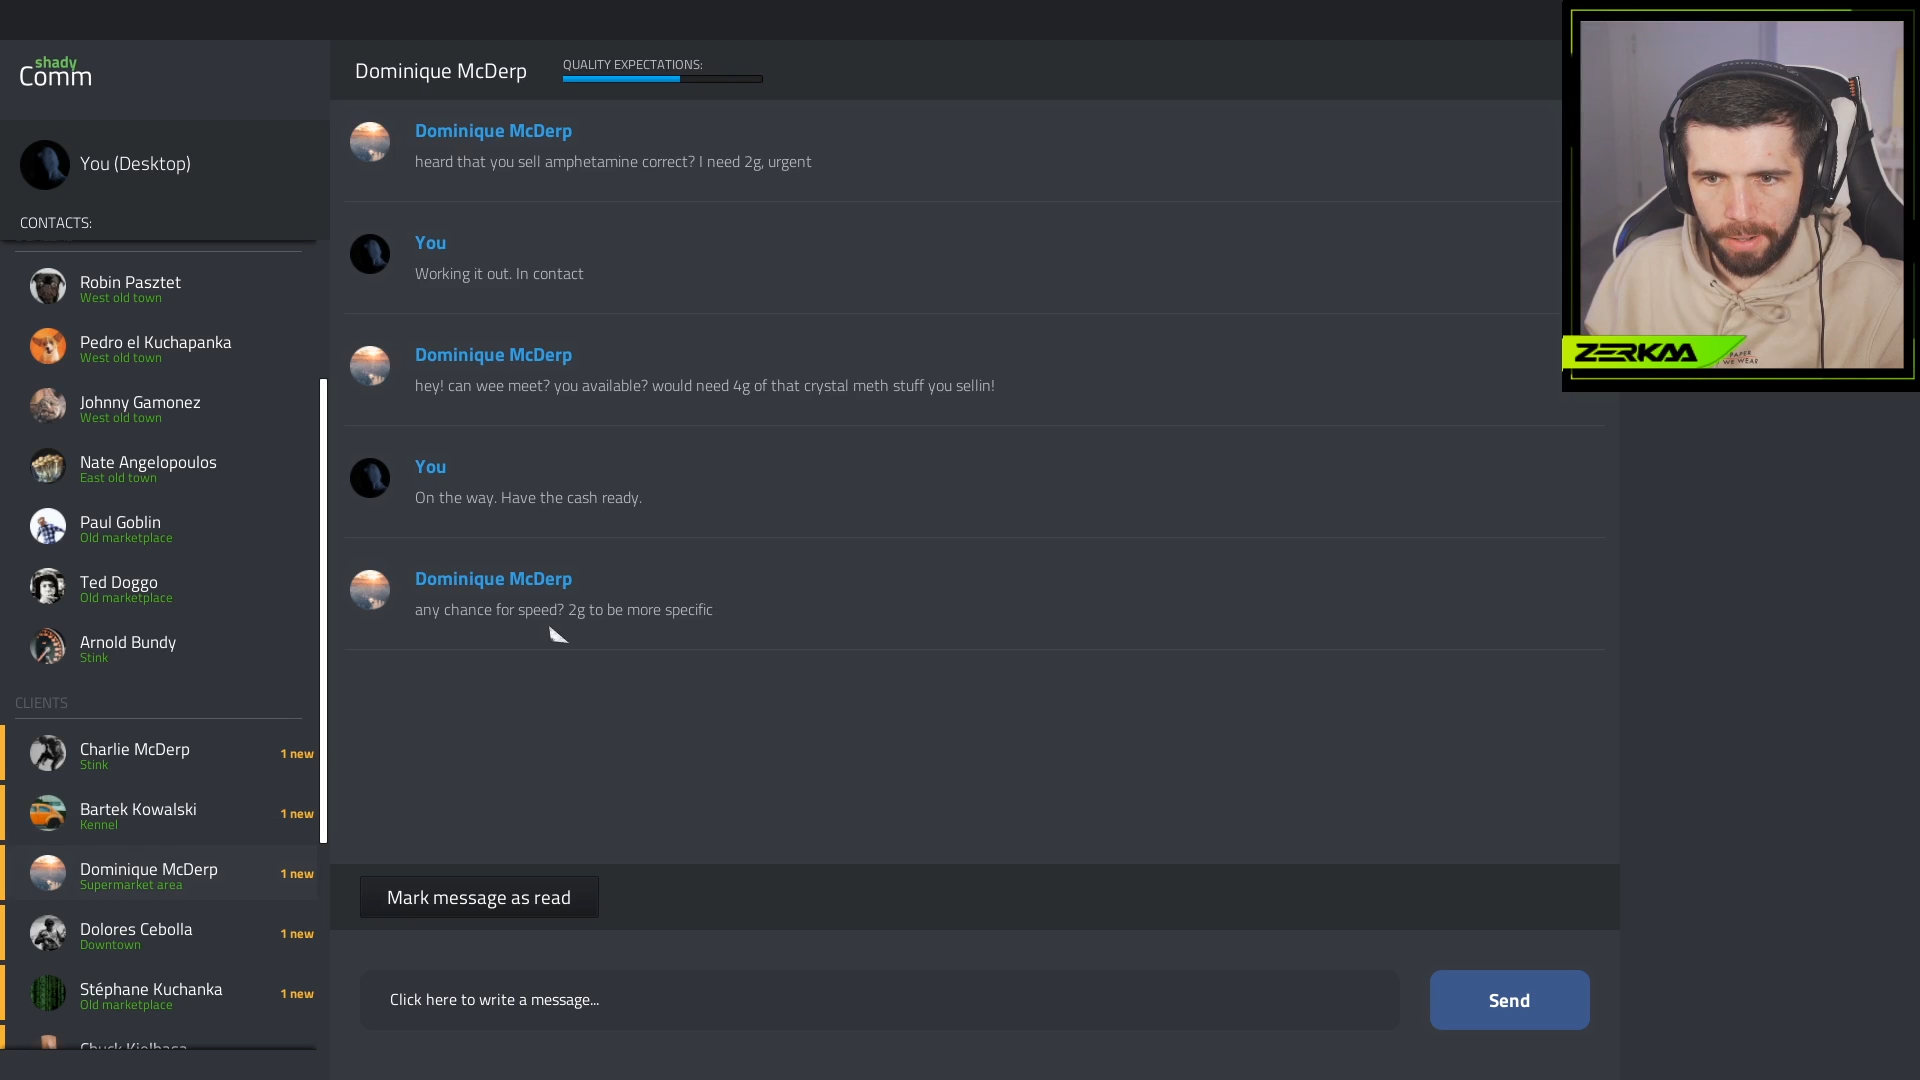 shady
Comm
You (Desktop)
CONTACTS:
Robin Pasztet
West old town
Pedro el Kuchapanka
West old town
Johnny Gamonez
West old town
Nate Angelopoulos
East old town
Paul Goblin
Old marketplace
Ted Doggo
Old marketplace
Arnold Bundy
Stink
CLIENTS
Charlie McDerp
Stink
1 new
Bartek Kowalski
Kennel
1 new
Dominique McDerp
Supermarket area
1 new
Dolores Cebolla
Downtown
1 new
Stéphane Kuchanka
Old marketplace
1 new
Dominique McDerp
QUALITY EXPECTATIONS:
Dominique McDerp
heard that you sell amphetamine correct? I need 2g, urgent
You
Working it out. In contact
Dominique McDerp
hey! can wee meet? you available? would need 4g of that crystal meth stuff you sellin!
You
On the way. Have the cash ready.
Dominique McDerp
any chance for speed? 2g to be more specific
Mark message as read
Click here to write a message...
Send
ZERKAA
PAPER
WE WEAR